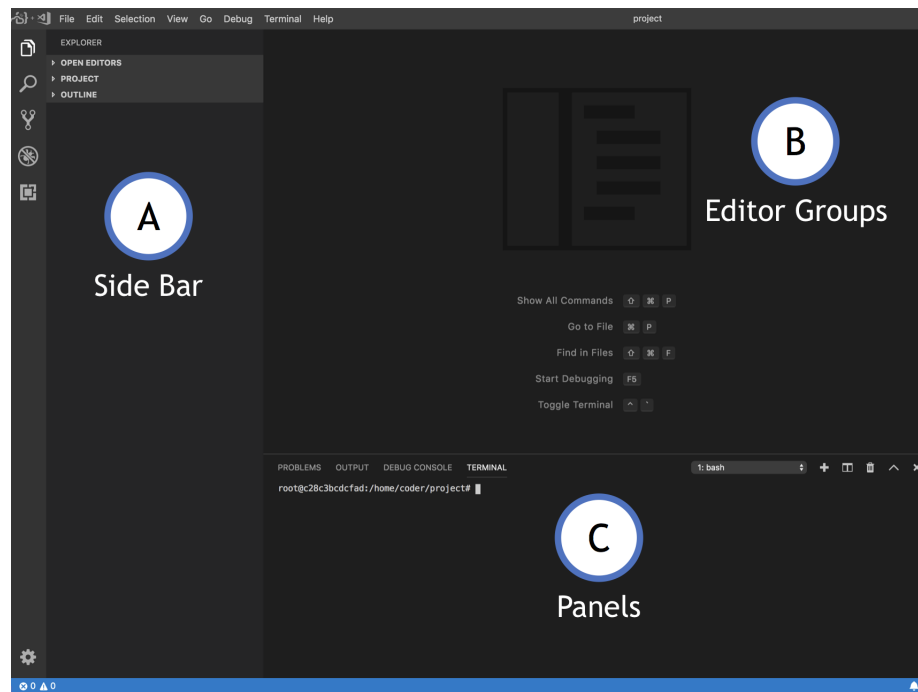 File Edit Selection View Go Debug Terminal Help project
EXPLORER
OPEN EDITORS
PROJECT
OUTLINE
A
Side Bar
B
Editor Groups
Show All Commands ⇧ ⌘ P
Go to File ⌘ P
Find in Files ⇧ ⌘ F
Start Debugging F5
Toggle Terminal ^ `
PROBLEMS OUTPUT DEBUG CONSOLE TERMINAL 1: bash
root@c28c3bcdcfad:/home/coder/project#
C
Panels
0 0